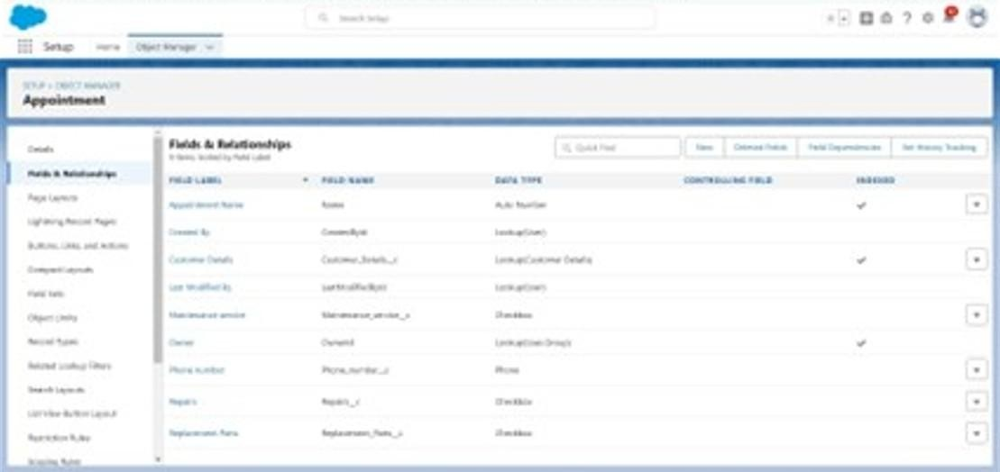 Search Setup
Setup Home Object Manager
SETUP > OBJECT MANAGER
Appointment
Details
Fields & Relationships
Page Layouts
Lightning Record Pages
Buttons, Links, and Actions
Compact Layouts
Field Sets
Object Limits
Record Types
Related Lookup Filters
Search Layouts
List View Button Layout
Restriction Rules
Scoping Rules
Fields & Relationships
9 Items, Sorted by Field Label
Quick Find
New Deleted Fields Field Dependencies Set History Tracking
FIELD LABEL FIELD NAME DATA TYPE CONTROLLING FIELD INDEXED
Appointment Name Name Auto Number
Created By CreatedById Lookup(User)
Customer Details Customer_Details__c Lookup(Customer Details)
Last Modified By LastModifiedById Lookup(User)
Maintenance service Maintenance_service__c Checkbox
Owner OwnerId Lookup(User,Group)
Phone number Phone_number__c Phone
Repairs Repairs__c Checkbox
Replacement Parts Replacement_Parts__c Checkbox